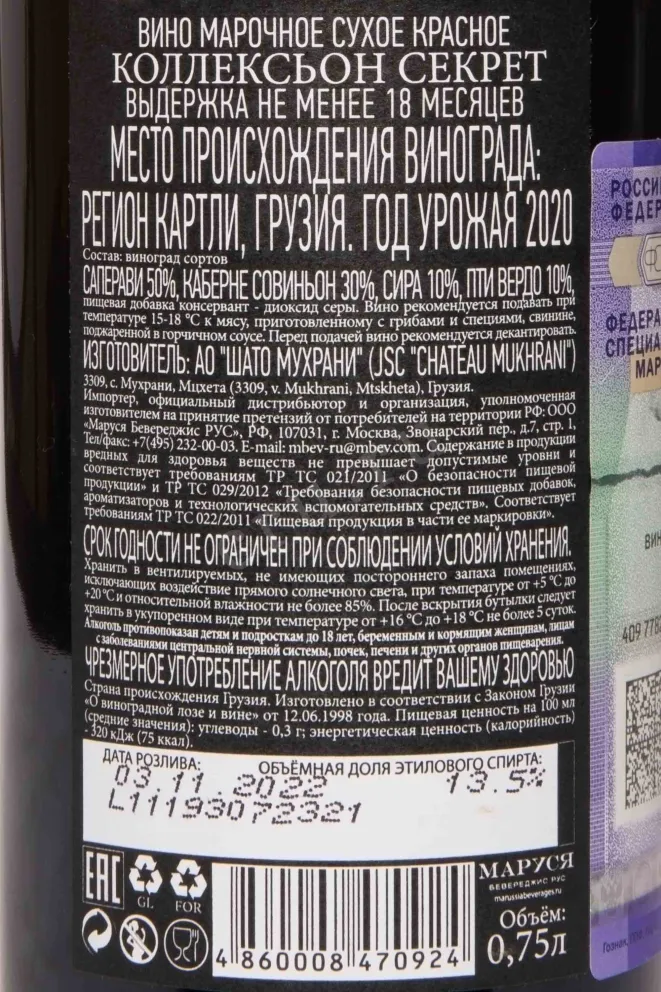 ВИНО МАРОЧНОЕ СУХОЕ КРАСНОЕ
КОЛЛЕКСЬОН СЕКРЕТ
ВЫДЕРЖКА НЕ МЕНЕЕ 18 МЕСЯЦЕВ
МЕСТО ПРОИСХОЖДЕНИЯ ВИНОГРАДА:
РЕГИОН КАРТЛИ, ГРУЗИЯ. ГОД УРОЖАЯ 2020
Состав: виноград сортов
САПЕРАВИ 50%, КАБЕРНЕ СОВИНЬОН 30%, СИРА 10%, ПТИ ВЕРДО 10%,
пищевая добавка консервант - диоксид серы. Вино рекомендуется подавать при
температуре 15-18 °С к мясу, приготовленному с грибами и специями, свинине,
поджаренной в горчичном соусе. Перед подачей вино рекомендуется декантировать.
ИЗГОТОВИТЕЛЬ: АО "ШАТО МУХРАНИ" (JSC "CHATEAU MUKHRANI")
3309, с. Мухрани, Мцхета (3309, v. Mukhrani, Mtskheta), Грузия.
Импортер, официальный дистрибьютор и организация, уполномоченная
изготовителем на принятие претензий от потребителей на территории РФ: ООО
«Маруся Бевереджис РУС», РФ, 107031, г. Москва, Звонарский пер., д.7, стр. 1,
Тел/факс: +7(495) 232-00-03. E-mail: mbev-ru@mbev.com. Содержание в продукции
вредных для здоровья веществ не превышает допустимые уровни и
соответствует требованиям ТР ТС 021/2011 «О безопасности пищевой
продукции» и ТР ТС 029/2012 «Требования безопасности пищевых добавок,
ароматизаторов и технологических вспомогательных средств». Соответствует
требованиям ТР ТС 022/2011 «Пищевая продукция в части ее маркировки».
СРОК ГОДНОСТИ НЕ ОГРАНИЧЕН ПРИ СОБЛЮДЕНИИ УСЛОВИЙ ХРАНЕНИЯ.
Хранить в вентилируемых, не имеющих постороннего запаха помещениях,
исключающих воздействие прямого солнечного света, при температуре от +5 °С до
+20 °С и относительной влажности не более 85%. После вскрытия бутылки следует
хранить в укупоренном виде при температуре от +16 °С до +18 °С не более 5 суток.
Алкоголь противопоказан детям и подросткам до 18 лет, беременным и кормящим женщинам, лицам
с заболеваниями центральной нервной системы, почек, печени и других органов пищеварения.
ЧРЕЗМЕРНОЕ УПОТРЕБЛЕНИЕ АЛКОГОЛЯ ВРЕДИТ ВАШЕМУ ЗДОРОВЬЮ
Страна происхождения Грузия. Изготовлено в соответствии с Законом Грузии
«О виноградной лозе и вине» от 12.06.1998 года. Пищевая ценность на 100 мл
(средние значения): углеводы - 0,3 г; энергетическая ценность (калорийность)
- 320 кДж (75 ккал).
ДАТА РОЗЛИВА: ОБЪЁМНАЯ ДОЛЯ ЭТИЛОВОГО СПИРТА:
03.11.2022 13.5%
L11193072321
EAC GL FOR
4 860008 470924
МАРУСЯ
БЕВЕРЕДЖИС РУС
marussiabeverages.ru
Объём:
0,75л
РОССИ
ФЕДЕР
ФЕДЕРА
СПЕЦИА
МАР
ВИН
409 778